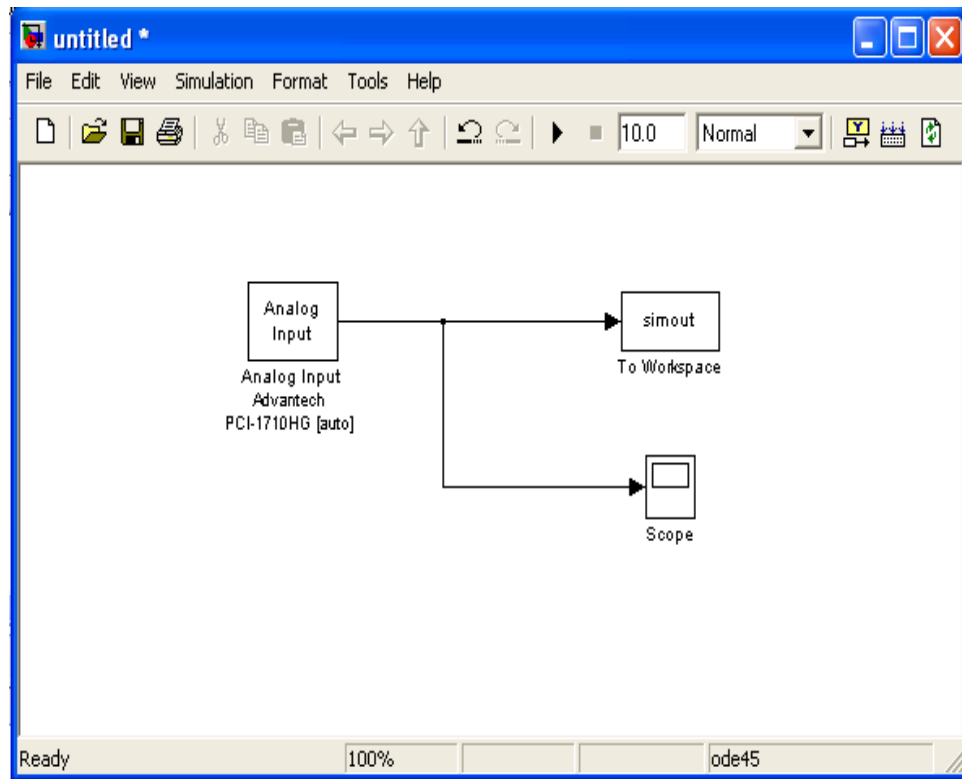 untitled *
File Edit View Simulation Format Tools Help
10.0 Normal
Analog
Input
Analog Input
Advantech
PCI-1710HG [auto]
simout
To Workspace
Scope
Ready 100% ode45